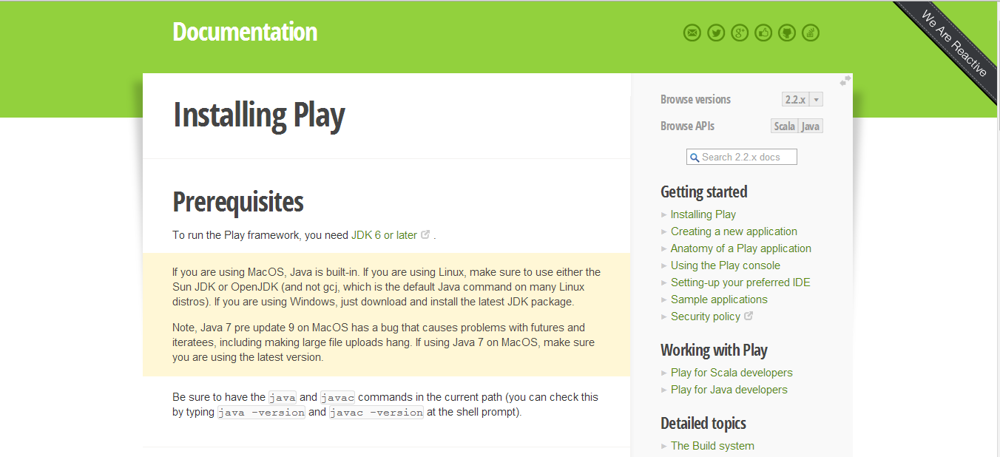 Documentation
We Are Reactive
Installing Play
Prerequisites
To run the Play framework, you need JDK 6 or later .
If you are using MacOS, Java is built-in. If you are using Linux, make sure to use either the
Sun JDK or OpenJDK (and not gcj, which is the default Java command on many Linux
distros). If you are using Windows, just download and install the latest JDK package.
Note, Java 7 pre update 9 on MacOS has a bug that causes problems with futures and
iteratees, including making large file uploads hang. If using Java 7 on MacOS, make sure
you are using the latest version.
Be sure to have the java and javac commands in the current path (you can check this
by typing java -version and javac -version at the shell prompt).
Browse versions 2.2.x
Browse APIs Scala Java
Search 2.2.x docs
Getting started
Installing Play
Creating a new application
Anatomy of a Play application
Using the Play console
Setting-up your preferred IDE
Sample applications
Security policy
Working with Play
Play for Scala developers
Play for Java developers
Detailed topics
The Build system